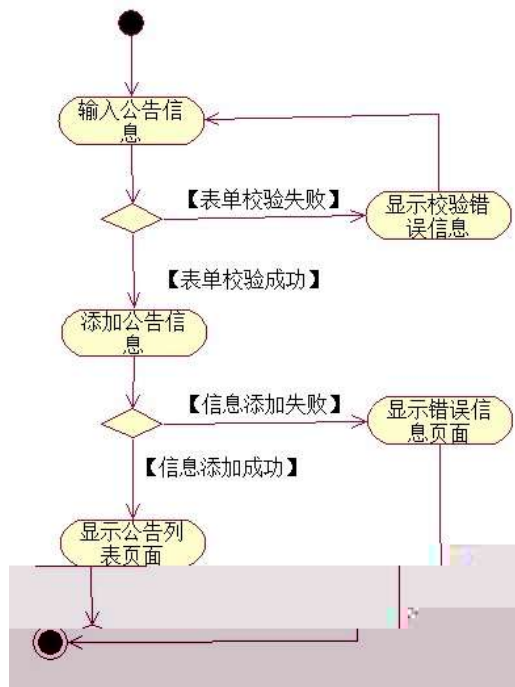 输入公告信
息
【表单校验失败】
显示校验错
误信息
【表单校验成功】
添加公告信
息
【信息添加失败】
显示错误信
息页面
【信息添加成功】
显示公告列
表页面